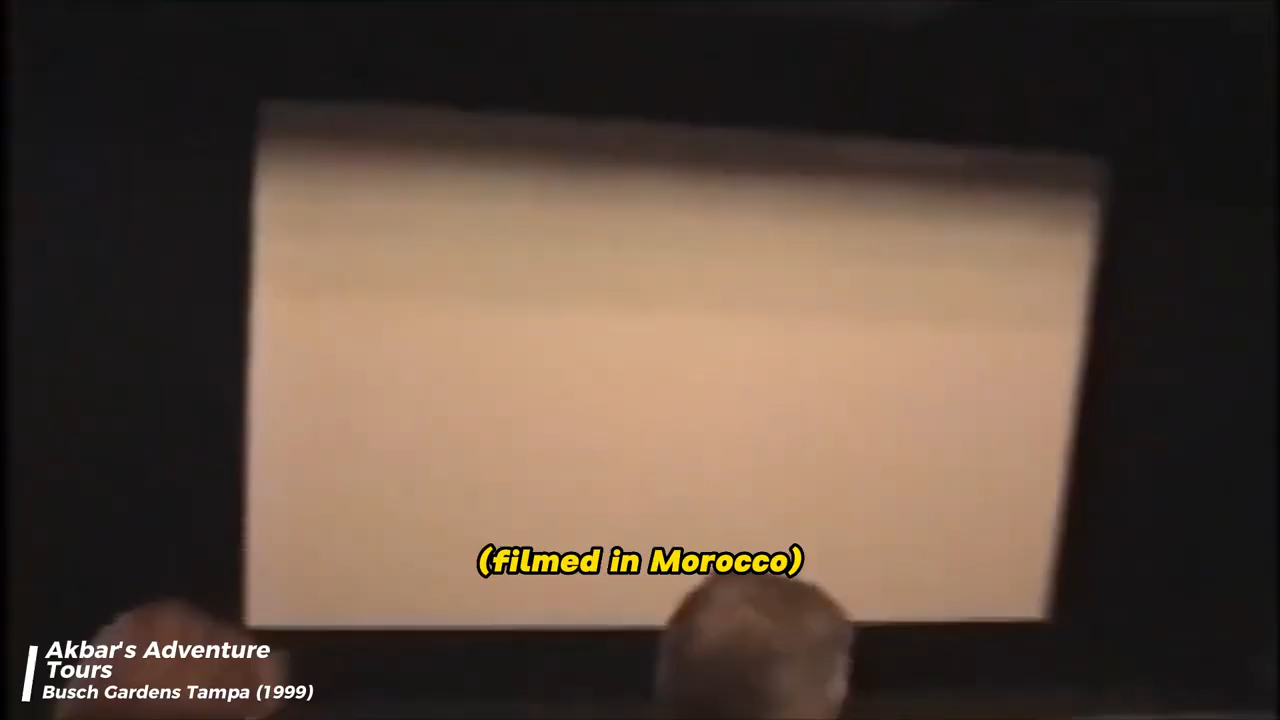 (filmed in Morocco)
Akbar's Adventure
Tours
Busch Gardens Tampa (1999)